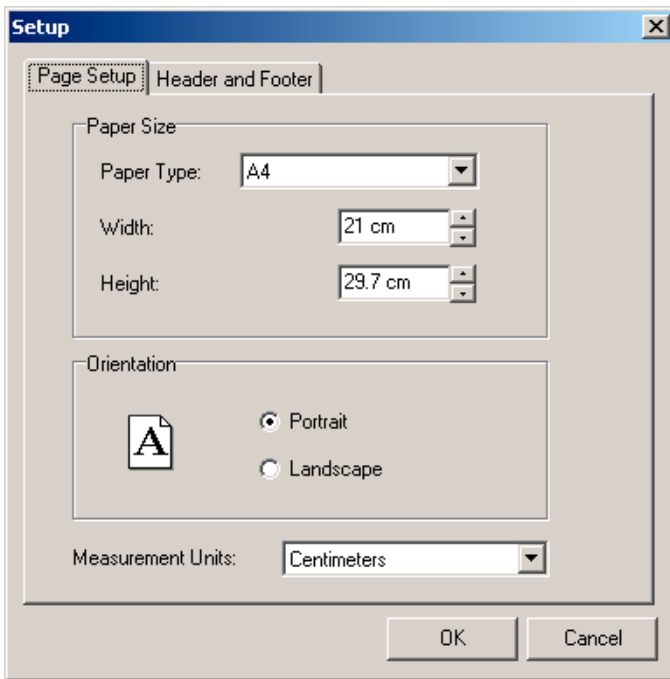 Setup
Page Setup Header and Footer
Paper Size
Paper Type: A4
Width: 21 cm
Height: 29.7 cm
Orientation
A
Portrait
Landscape
Measurement Units: Centimeters
OK Cancel